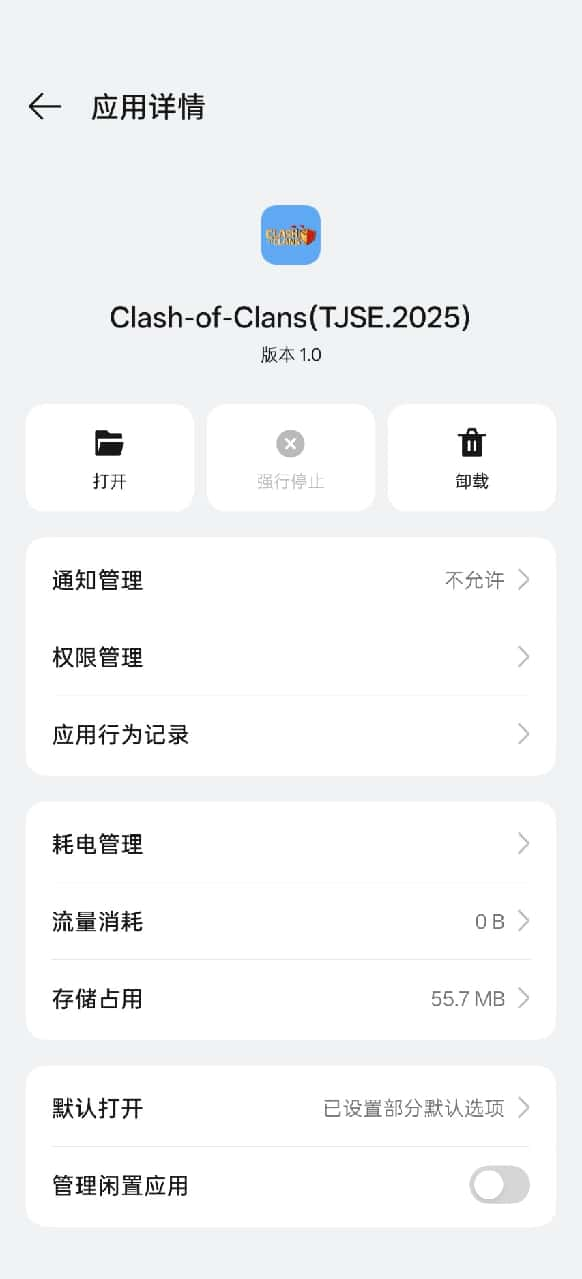 应用详情
CLASH
OF CLANS
Clash-of-Clans(TJSE.2025)
版本 1.0
打开
强行停止
卸载
通知管理
不允许
权限管理
应用行为记录
耗电管理
流量消耗
0 B
存储占用
55.7 MB
默认打开
已设置部分默认选项
管理闲置应用